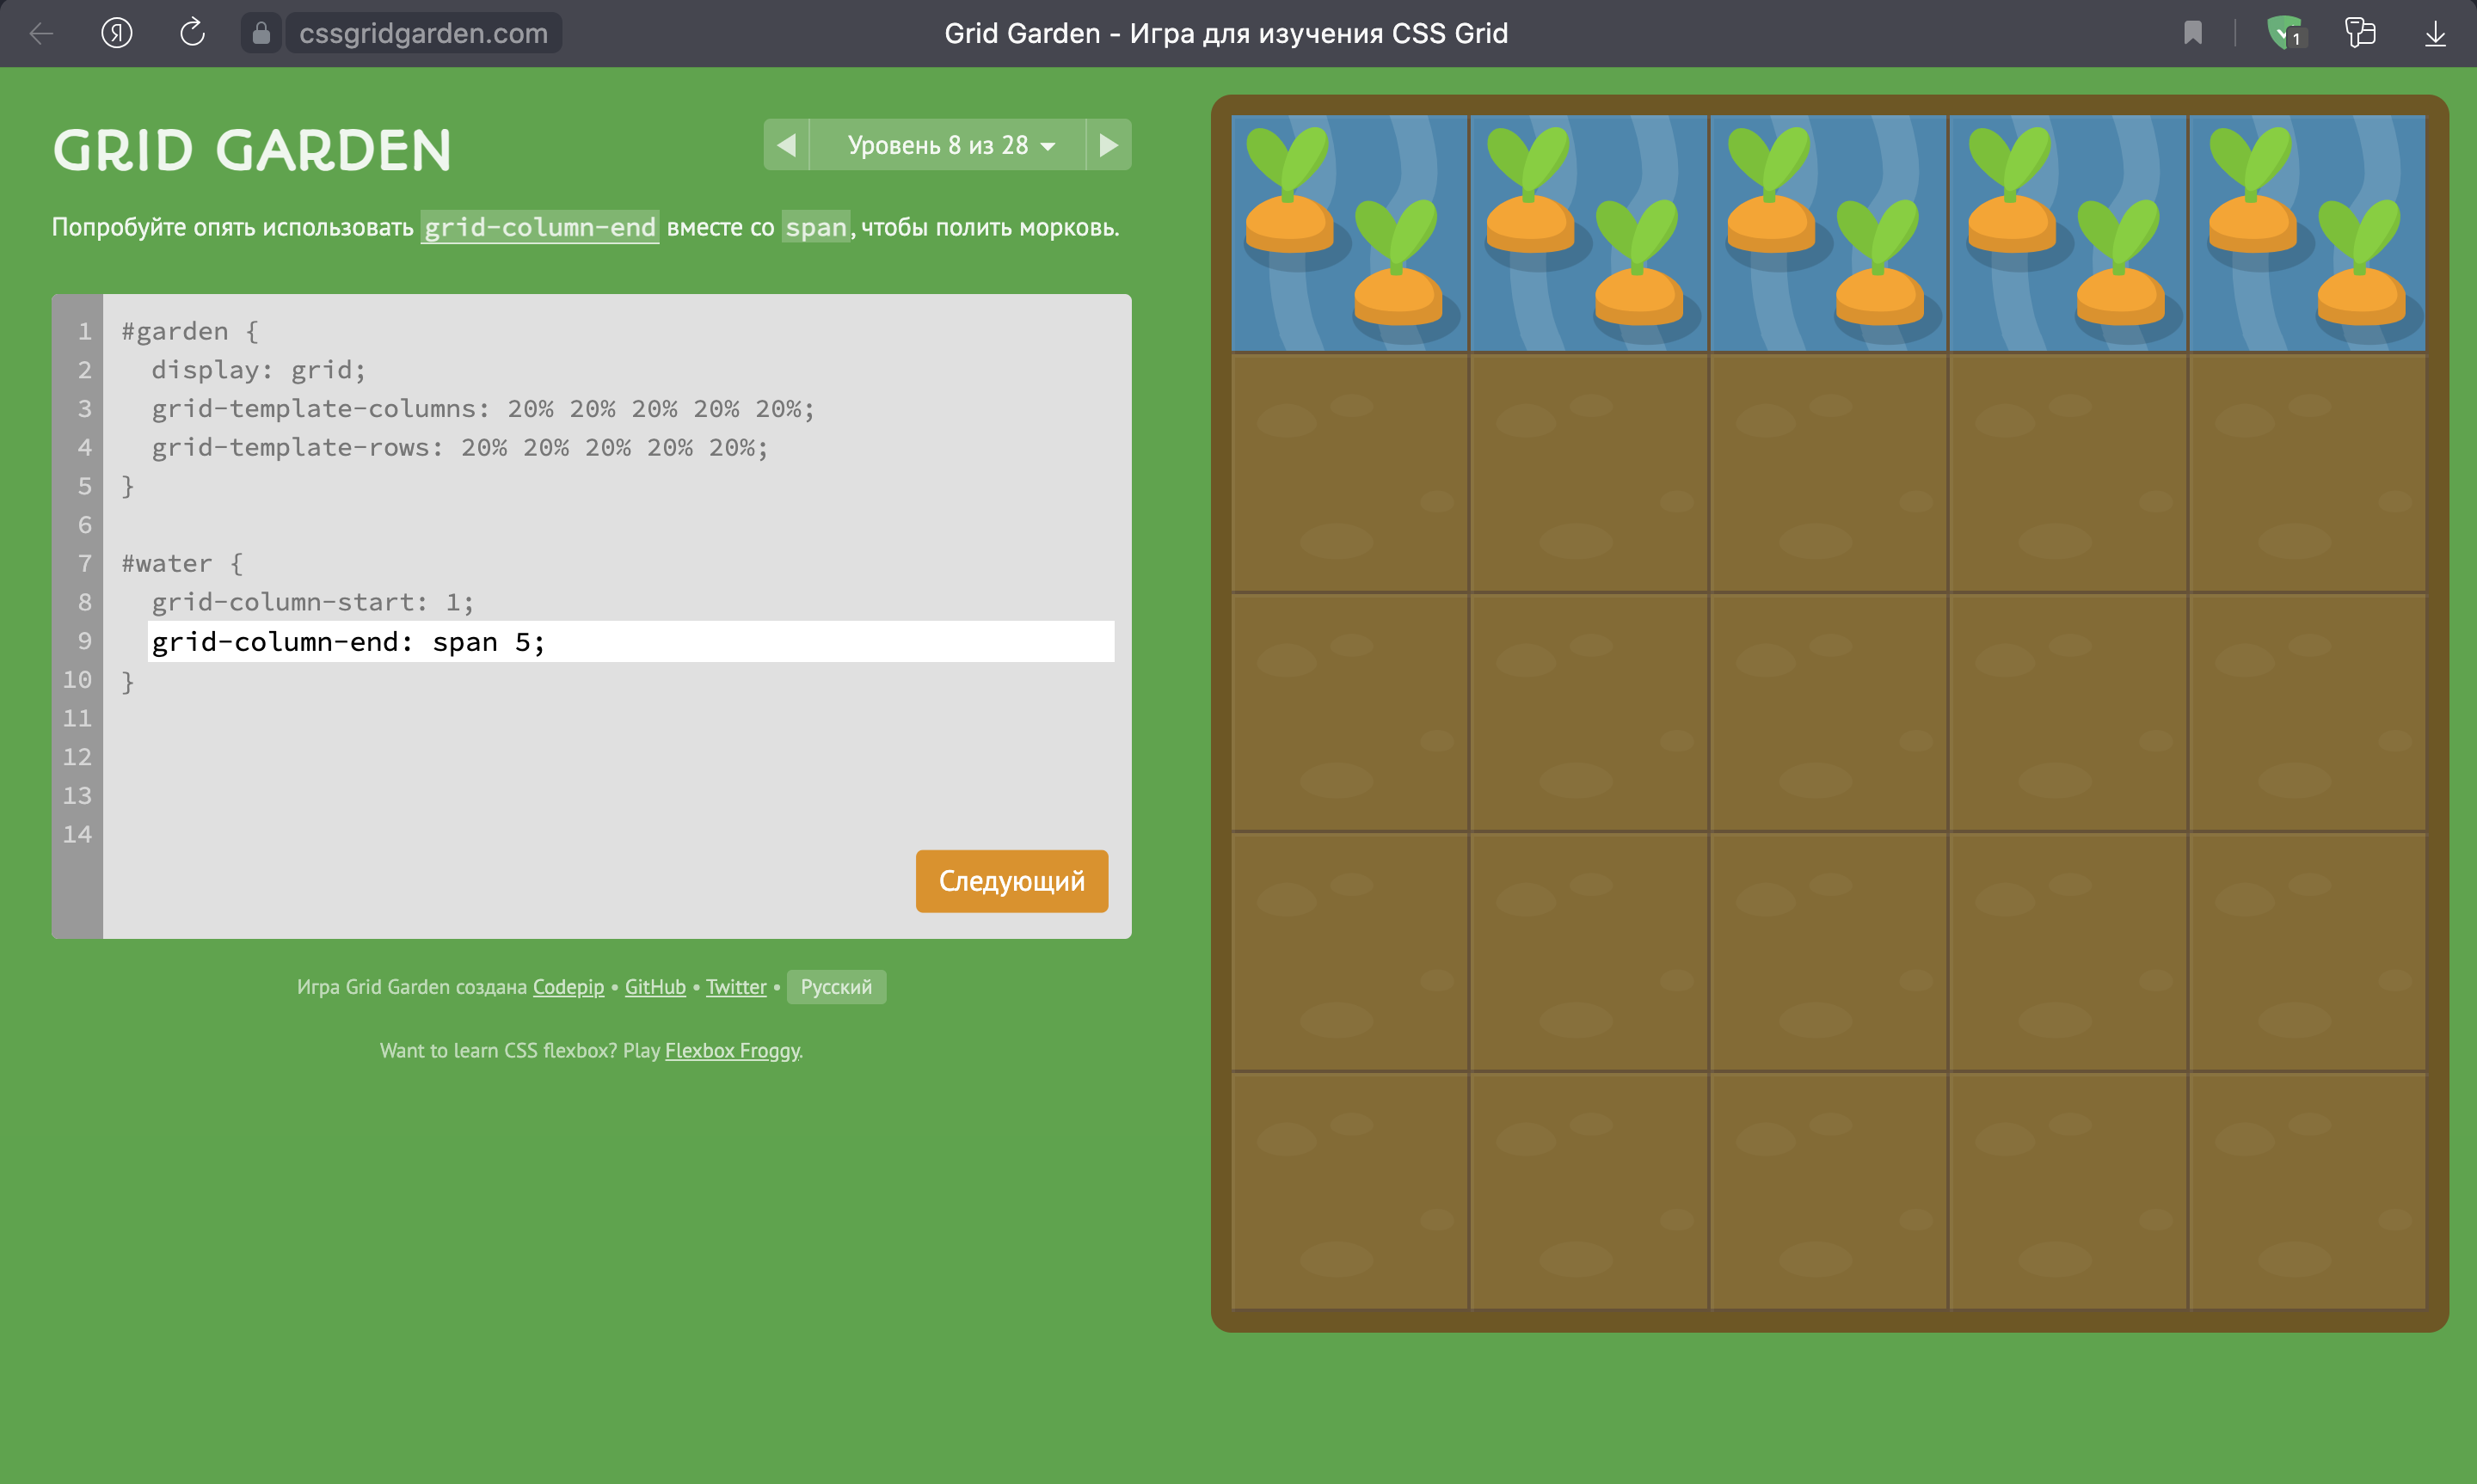 cssgridgarden.com
Grid Garden - Игра для изучения CSS Grid
1
GRID GARDEN
Уровень 8 из 28
Попробуйте опять использовать grid-column-end вместе со span, чтобы полить морковь.
1 #garden {
2 display: grid;
3 grid-template-columns: 20% 20% 20% 20% 20%;
4 grid-template-rows: 20% 20% 20% 20% 20%;
5 }
6
7 #water {
8 grid-column-start: 1;
9 grid-column-end: span 5;
10 }
11
12
13
14
Следующий
Игра Grid Garden создана Codepip • GitHub • Twitter • Русский
Want to learn CSS flexbox? Play Flexbox Froggy.